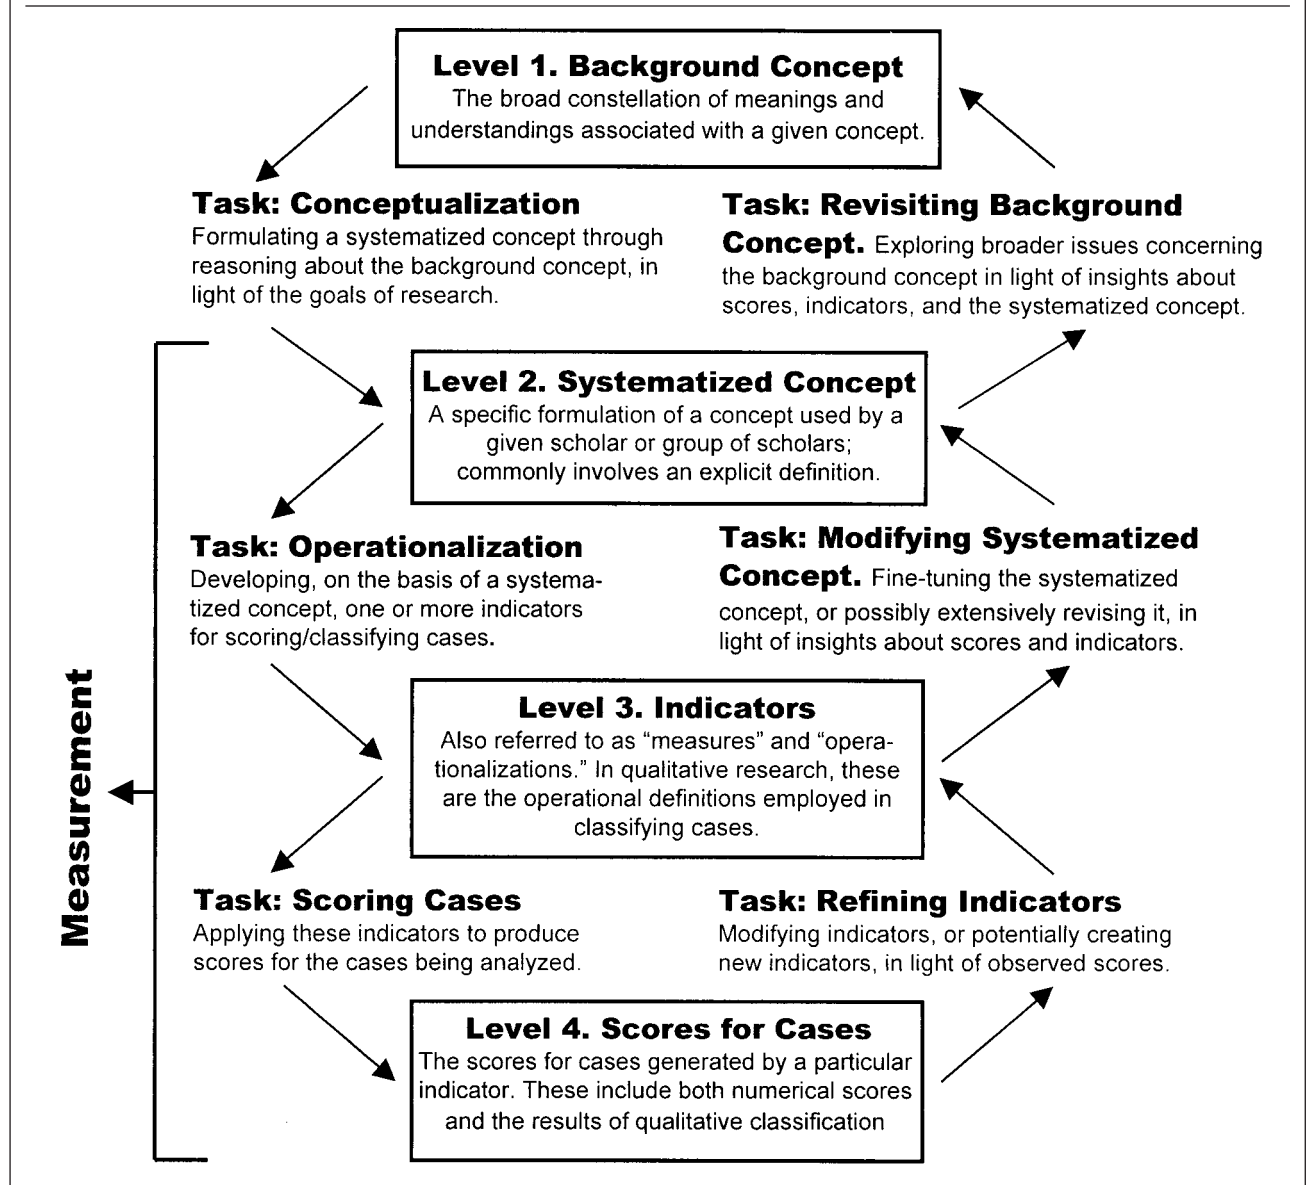 Level 1. Background Concept
The broad constellation of meanings and
understandings associated with a given concept.
Task: Conceptualization
Formulating a systematized concept through
reasoning about the background concept, in
light of the goals of research.
Task: Revisiting Background
Concept. Exploring broader issues concerning
the background concept in light of insights about
scores, indicators, and the systematized concept.
Level 2. Systematized Concept
A specific formulation of a concept used by a
given scholar or group of scholars;
commonly involves an explicit definition.
Task: Operationalization
Developing, on the basis of a systema-
tized concept, one or more indicators
for scoring/classifying cases.
Task: Modifying Systematized
Concept. Fine-tuning the systematized
concept, or possibly extensively revising it, in
light of insights about scores and indicators.
Measurement
Level 3. Indicators
Also referred to as “measures” and “opera-
tionalizations.” In qualitative research, these
are the operational definitions employed in
classifying cases.
Task: Scoring Cases
Applying these indicators to produce
scores for the cases being analyzed.
Task: Refining Indicators
Modifying indicators, or potentially creating
new indicators, in light of observed scores.
Level 4. Scores for Cases
The scores for cases generated by a particular
indicator. These include both numerical scores
and the results of qualitative classification